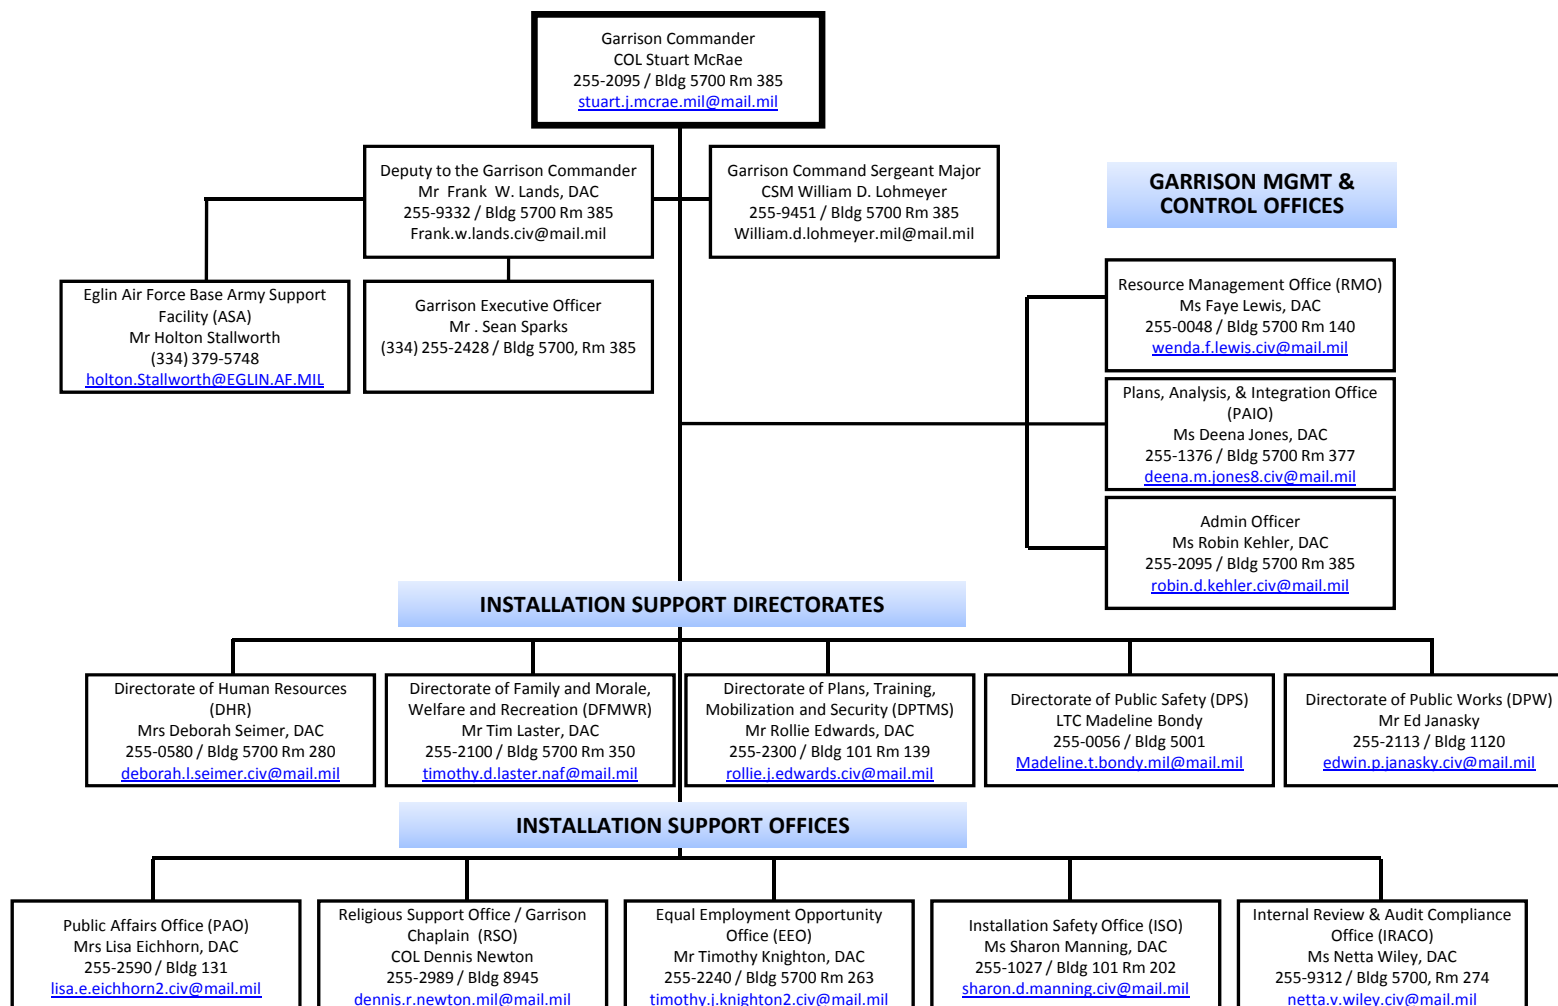 Garrison Commander
COL Stuart McRae
255-2095 / Bldg 5700 Rm 385
stuart.j.mcrae.mil@mail.mil
Deputy to the Garrison Commander
Mr Frank W. Lands, DAC
255-9332 / Bldg 5700 Rm 385
Frank.w.lands.civ@mail.mil
Garrison Command Sergeant Major
CSM William D. Lohmeyer
255-9451 / Bldg 5700 Rm 385
William.d.lohmeyer.mil@mail.mil
GARRISON MGMT &
CONTROL OFFICES
Eglin Air Force Base Army Support
Facility (ASA)
Mr Holton Stallworth
(334) 379-5748
holton.Stallworth@EGLIN.AF.MIL
Garrison Executive Officer
Mr . Sean Sparks
(334) 255-2428 / Bldg 5700, Rm 385
Resource Management Office (RMO)
Ms Faye Lewis, DAC
255-0048 / Bldg 5700 Rm 140
wenda.f.lewis.civ@mail.mil
Plans, Analysis, & Integration Office
(PAIO)
Ms Deena Jones, DAC
255-1376 / Bldg 5700 Rm 377
deena.m.jones8.civ@mail.mil
Admin Officer
Ms Robin Kehler, DAC
255-2095 / Bldg 5700 Rm 385
robin.d.kehler.civ@mail.mil
INSTALLATION SUPPORT DIRECTORATES
Directorate of Human Resources
(DHR)
Mrs Deborah Seimer, DAC
255-0580 / Bldg 5700 Rm 280
deborah.l.seimer.civ@mail.mil
Directorate of Family and Morale,
Welfare and Recreation (DFMWR)
Mr Tim Laster, DAC
255-2100 / Bldg 5700 Rm 350
timothy.d.laster.naf@mail.mil
Directorate of Plans, Training,
Mobilization and Security (DPTMS)
Mr Rollie Edwards, DAC
255-2300 / Bldg 101 Rm 139
rollie.j.edwards.civ@mail.mil
Directorate of Public Safety (DPS)
LTC Madeline Bondy
255-0056 / Bldg 5001
Madeline.t.bondy.mil@mail.mil
Directorate of Public Works (DPW)
Mr Ed Janasky
255-2113 / Bldg 1120
edwin.p.janasky.civ@mail.mil
INSTALLATION SUPPORT OFFICES
Public Affairs Office (PAO)
Mrs Lisa Eichhorn, DAC
255-2590 / Bldg 131
lisa.e.eichhorn2.civ@mail.mil
Religious Support Office / Garrison
Chaplain (RSO)
COL Dennis Newton
255-2989 / Bldg 8945
dennis.r.newton.mil@mail.mil
Equal Employment Opportunity
Office (EEO)
Mr Timothy Knighton, DAC
255-2240 / Bldg 5700 Rm 263
timothy.j.knighton2.civ@mail.mil
Installation Safety Office (ISO)
Ms Sharon Manning, DAC
255-1027 / Bldg 101 Rm 202
sharon.d.manning.civ@mail.mil
Internal Review & Audit Compliance
Office (IRACO)
Ms Netta Wiley, DAC
255-9312 / Bldg 5700, Rm 274
netta.v.wiley.civ@mail.mil